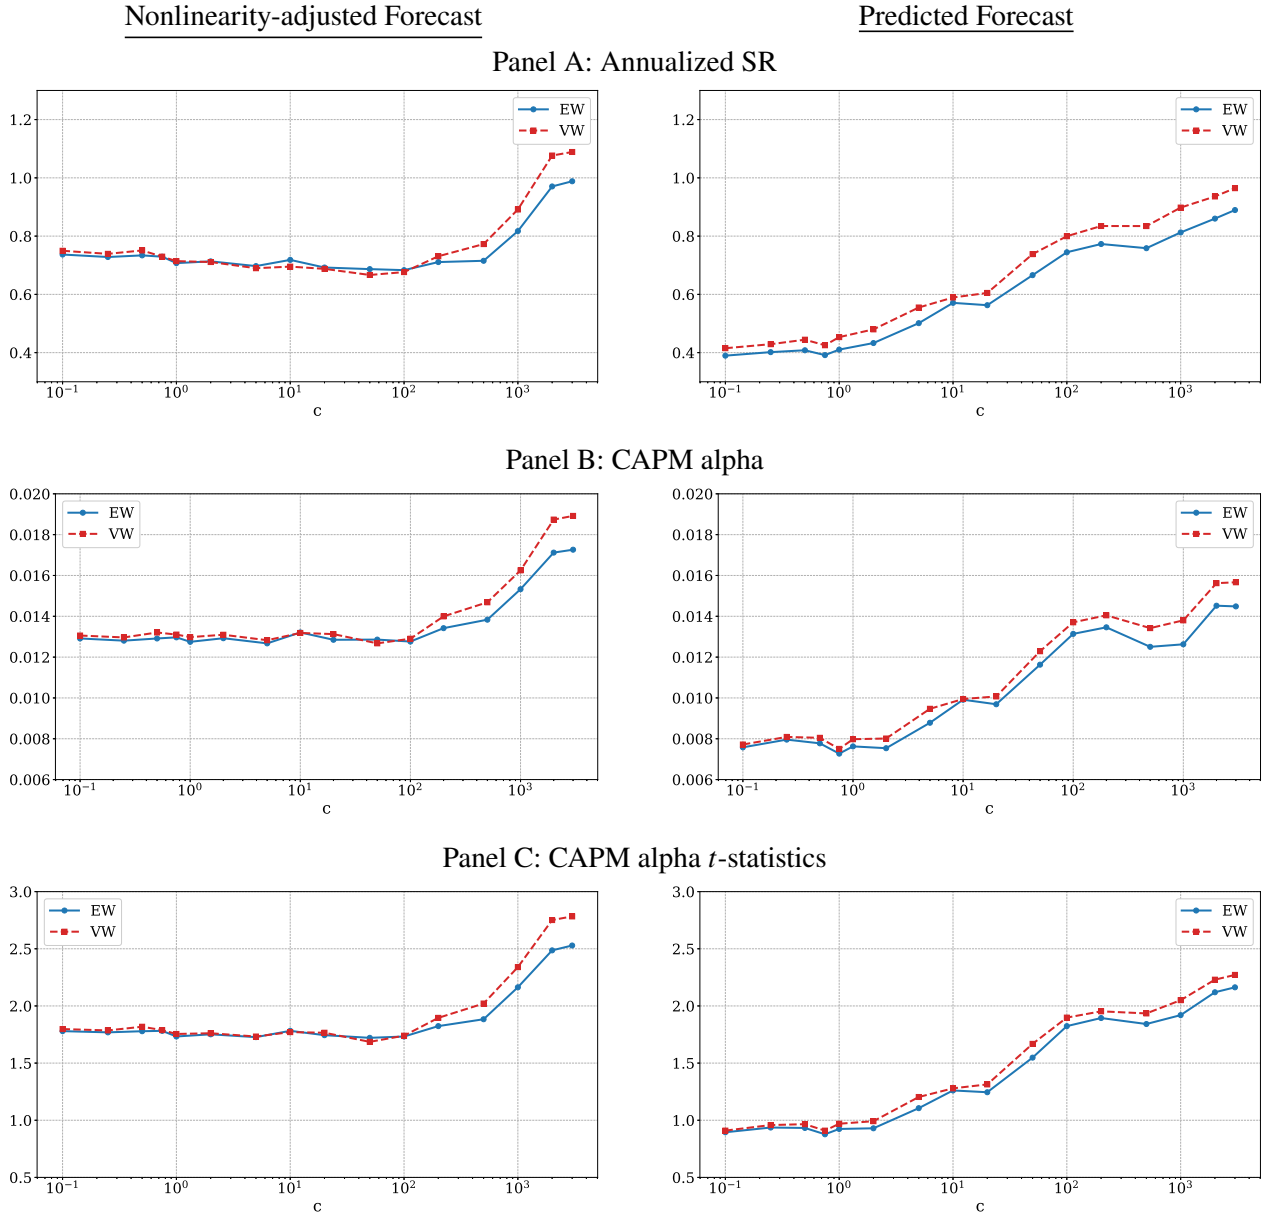 Nonlinearity-adjusted Forecast
Predicted Forecast
Panel A: Annualized SR
1.2
1.0
0.8
0.6
0.4
10⁻¹
10⁰
10¹
10²
10³
c
EW
VW
1.2
1.0
0.8
0.6
0.4
10⁻¹
10⁰
10¹
10²
10³
c
EW
VW
Panel B: CAPM alpha
0.020
0.018
0.016
0.014
0.012
0.010
0.008
0.006
10⁻¹
10⁰
10¹
10²
10³
c
EW
VW
0.020
0.018
0.016
0.014
0.012
0.010
0.008
0.006
10⁻¹
10⁰
10¹
10²
10³
c
EW
VW
Panel C: CAPM alpha t-statistics
3.0
2.5
2.0
1.5
1.0
0.5
10⁻¹
10⁰
10¹
10²
10³
c
EW
VW
3.0
2.5
2.0
1.5
1.0
0.5
10⁻¹
10⁰
10¹
10²
10³
c
EW
VW